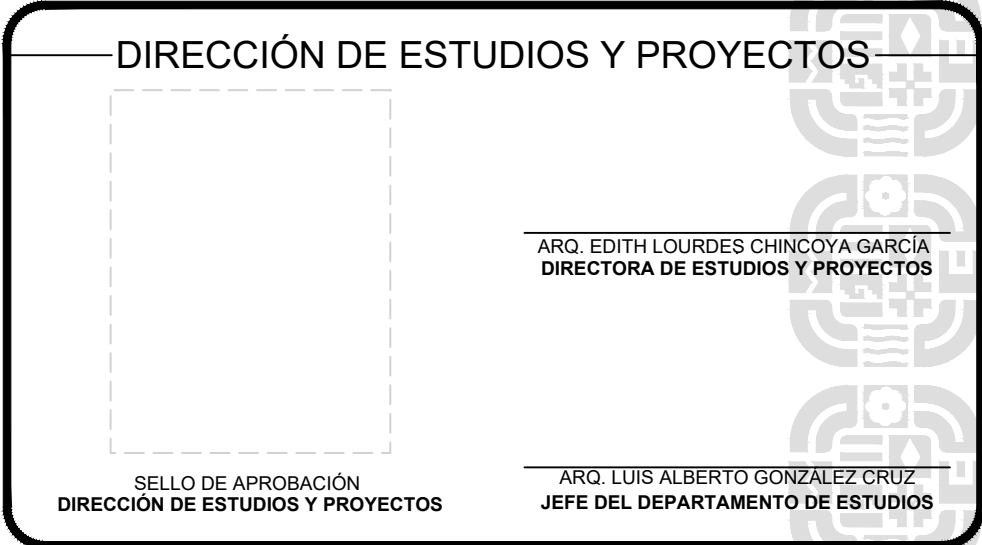 DIRECCIÓN DE ESTUDIOS Y PROYECTOS
ARQ. EDITH LOURDES CHINCOYA GARCÍA
DIRECTORA DE ESTUDIOS Y PROYECTOS
SELLO DE APROBACIÓN
DIRECCIÓN DE ESTUDIOS Y PROYECTOS
ARQ. LUIS ALBERTO GONZÁLEZ CRUZ
JEFE DEL DEPARTAMENTO DE ESTUDIOS